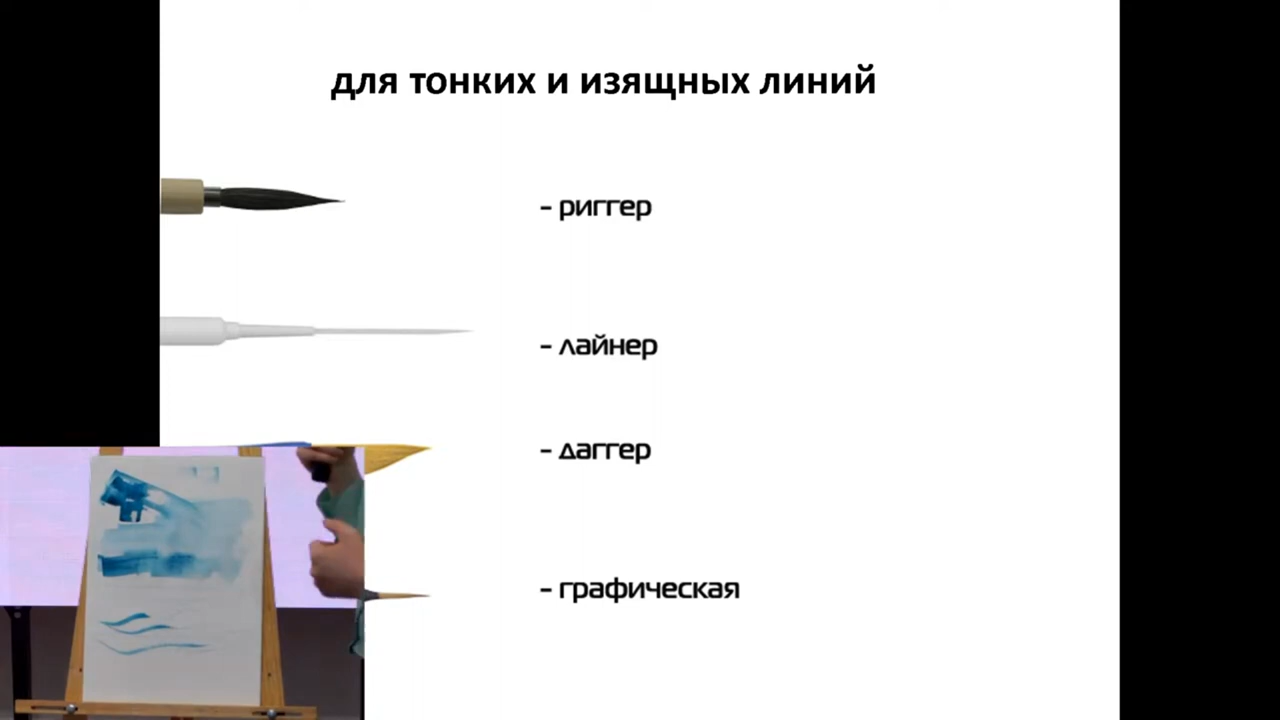 для тонких и изящных линий
- риггер
- лайнер
- даггер
- графическая